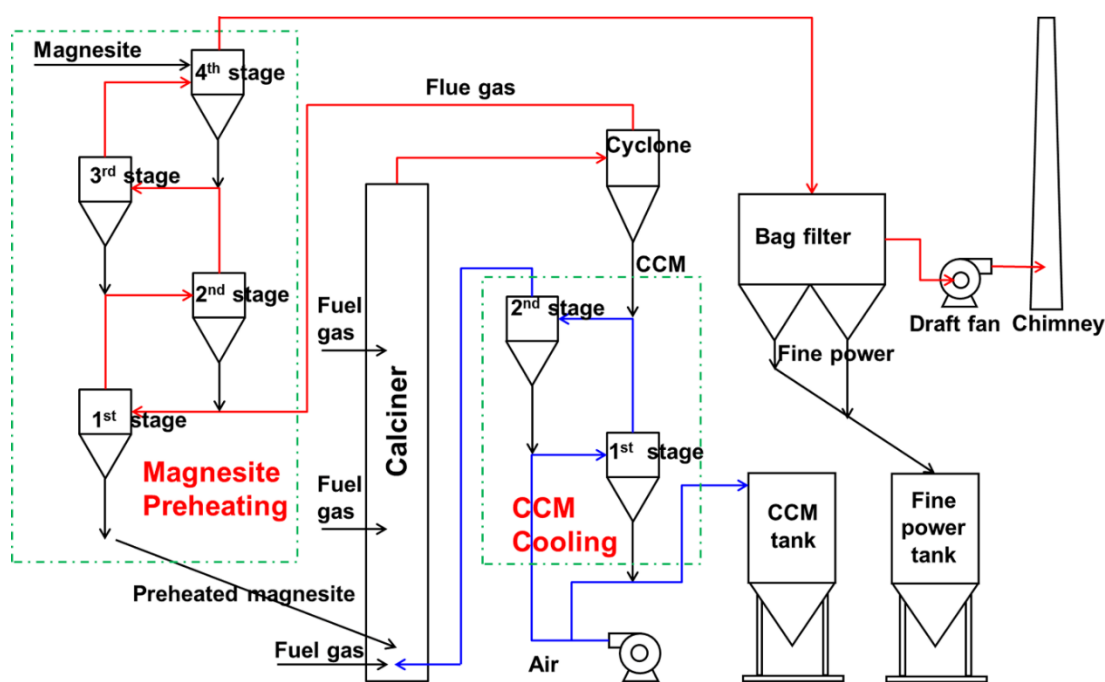 Magnesite
4th stage
Flue gas
Cyclone
3rd stage
Bag filter
CCM
2nd stage
2nd stage
Fuel
gas
Draft fan
Chimney
Fine power
1st stage
Calciner
1st stage
Magnesite
Preheating
Fuel
gas
CCM
Cooling
CCM
tank
Fine
power
tank
Preheated magnesite
Fuel gas
Air